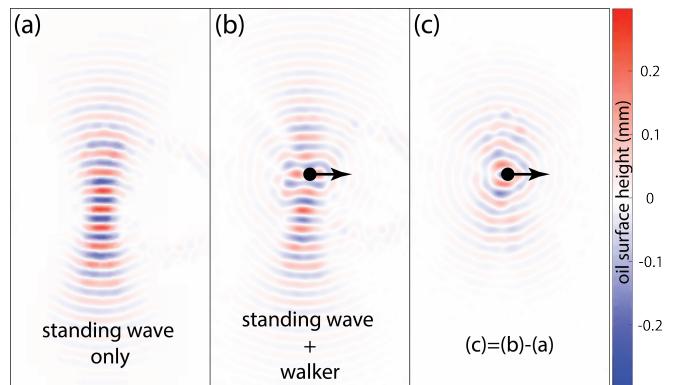 (a)
(b)
(c)
standing wave
only
standing wave
+
walker
(c)=(b)-(a)
0.2
0.1
0
-0.1
-0.2
oil surface height (mm)